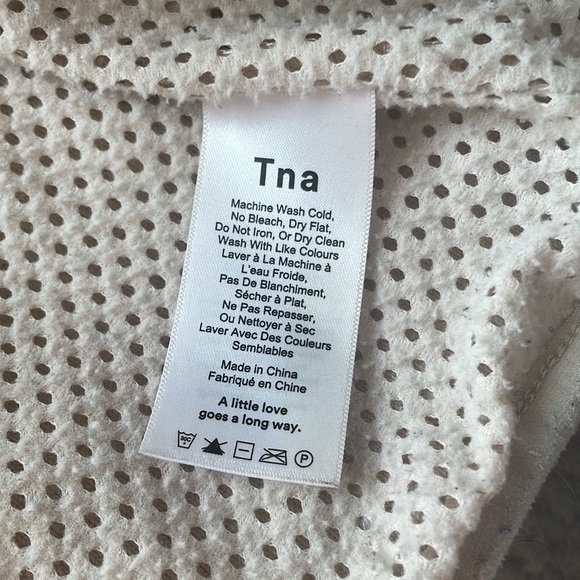 Tna
Machine Wash Cold,
No Bleach, Dry Flat,
Do Not Iron, Or Dry Clean
Wash With Like Colours
Laver à La Machine à
L'eau Froide,
Pas De Blanchiment,
Sécher à Plat,
Ne Pas Repasser,
Ou Nettoyer à Sec
Laver Avec Des Couleurs
Semblables
Made in China
Fabriqué en Chine
A little love
goes a long way.
30C P